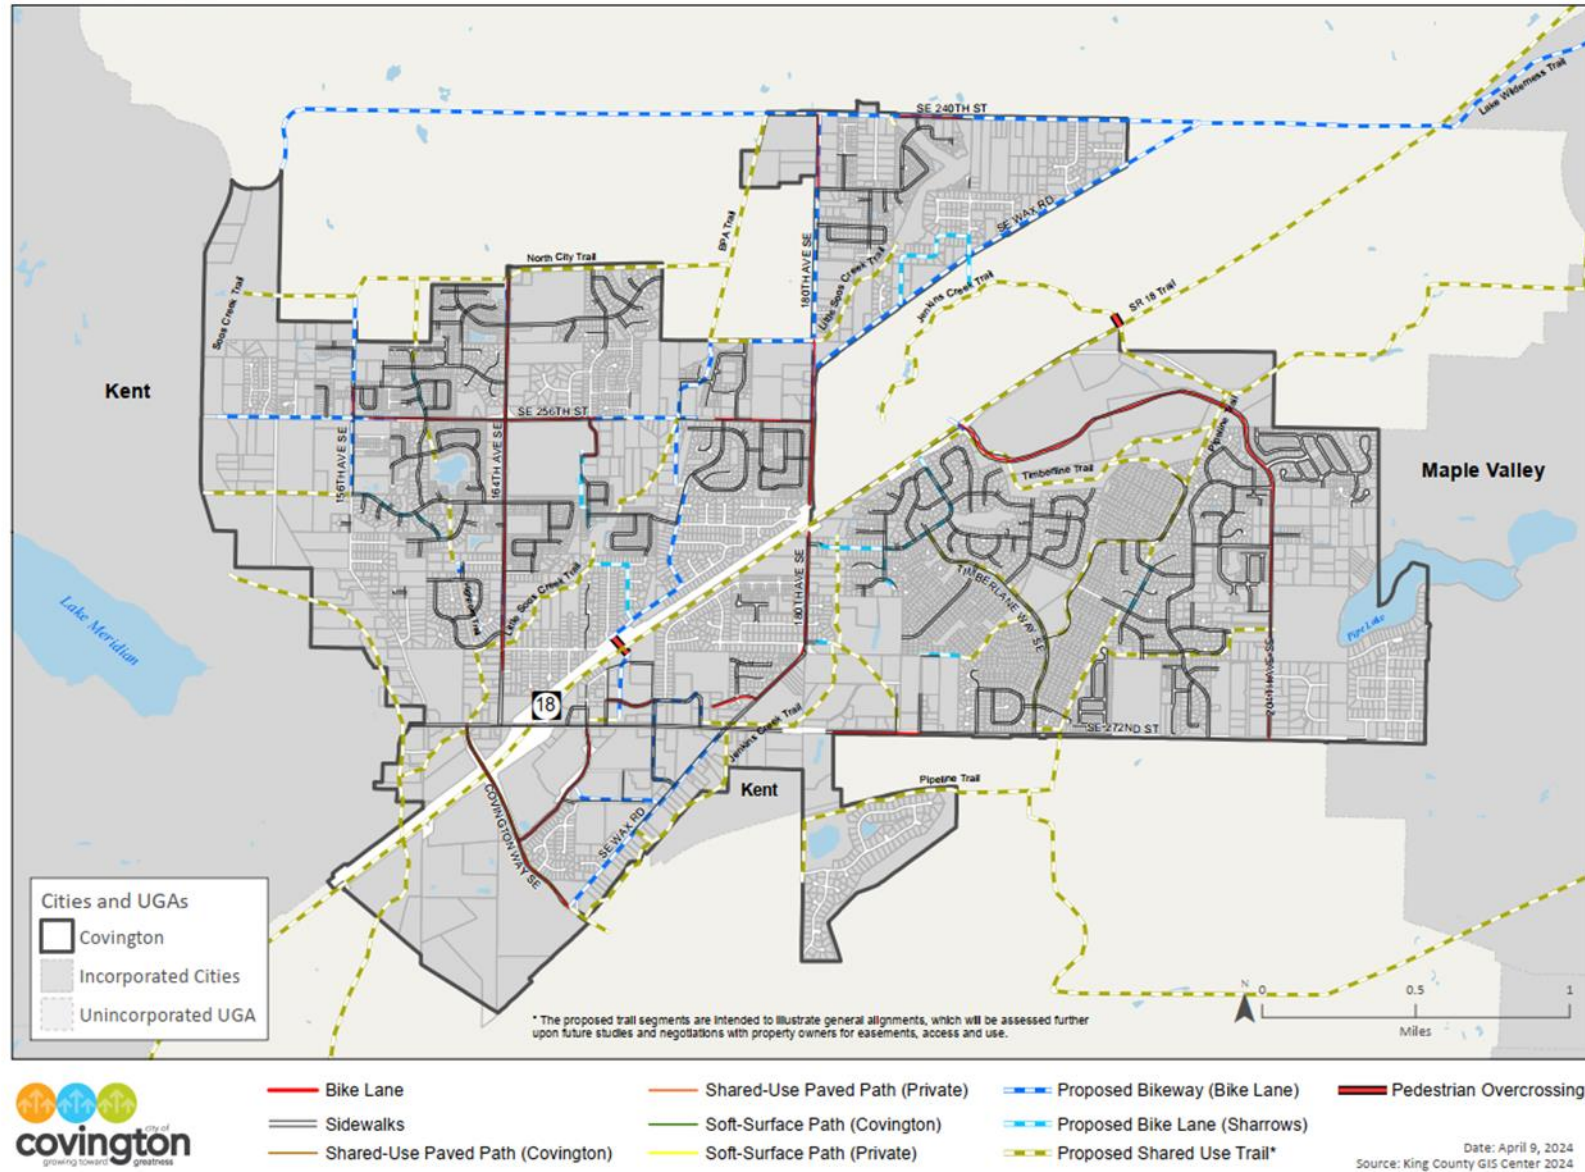 SE 240TH ST
Lake Wilderness Trail
BPA Trail
SE WAX RD
North City Trail
180TH AVE SE
Little Soos Creek Trail
Jenkins Creek Trail
SR 18 Trail
Soos Creek Trail
Kent
SE 256TH ST
156TH AVE SE
164TH AVE SE
Pipeline Trail
Timberline Trail
Maple Valley
Lake Meridian
Little Soos Creek Trail
180TH AVE SE
TIMBERLANE WAY SE
Pipe Lake
204TH AVE SE
18
Jenkins Creek Trail
SE 272ND ST
Kent
Pipeline Trail
COVINGTON WAY SE
SE WAX RD
Cities and UGAs
Covington
Incorporated Cities
Unincorporated UGA
N
0 0.5 1
Miles
* The proposed trail segments are intended to illustrate general alignments, which will be assessed further
upon future studies and negotiations with property owners for easements, access and use.
city of
covington
growing toward greatness
Bike Lane
Sidewalks
Shared-Use Paved Path (Covington)
Shared-Use Paved Path (Private)
Soft-Surface Path (Covington)
Soft-Surface Path (Private)
Proposed Bikeway (Bike Lane)
Proposed Bike Lane (Sharrows)
Proposed Shared Use Trail*
Pedestrian Overcrossing
Date: April 9, 2024
Source: King County GIS Center 2024